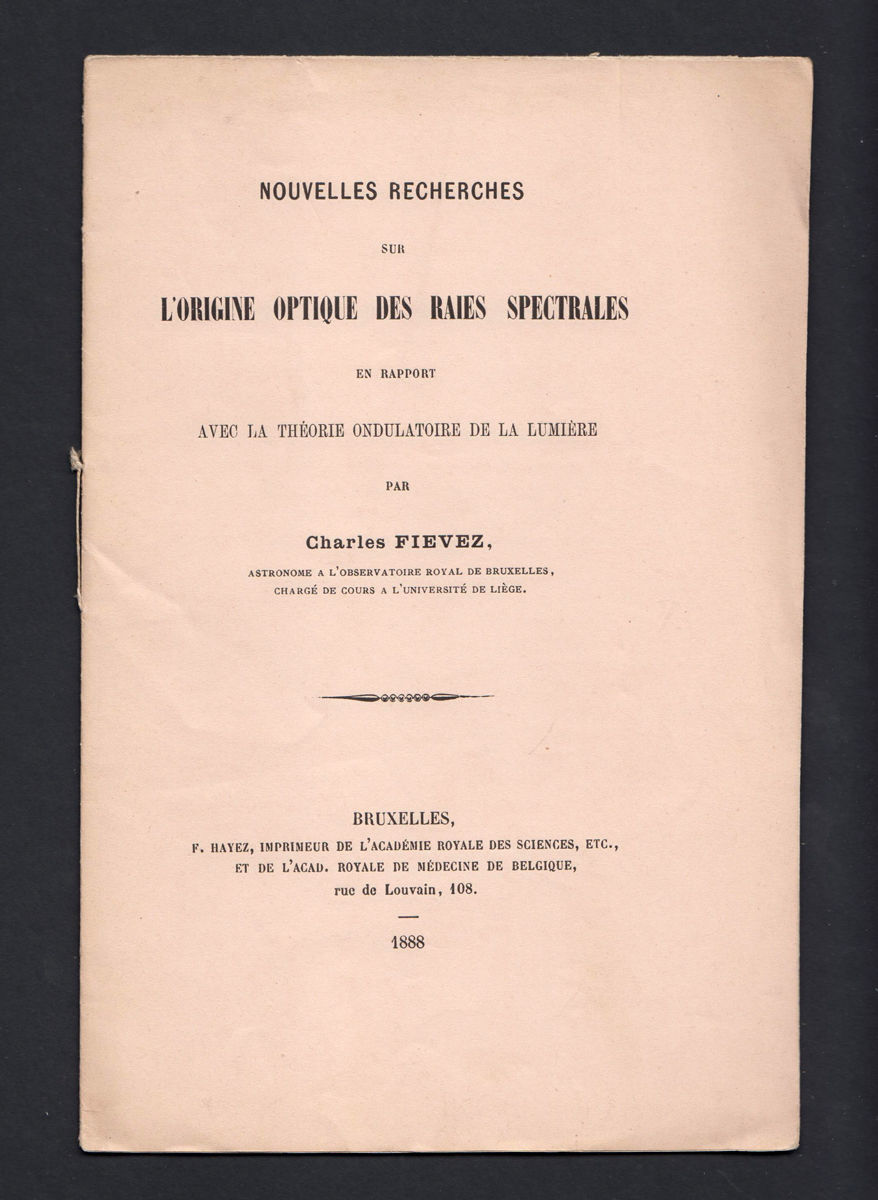 NOUVELLES RECHERCHES
SUR
L'ORIGINE OPTIQUE DES RAIES SPECTRALES
EN RAPPORT
AVEC LA THÉORIE ONDULATOIRE DE LA LUMIÈRE
PAR
Charles FIEVEZ,
ASTRONOME A L'OBSERVATOIRE ROYAL DE BRUXELLES,
CHARGÉ DE COURS A L'UNIVERSITÉ DE LIÈGE.
BRUXELLES,
F. HAYEZ, IMPRIMEUR DE L'ACADÉMIE ROYALE DES SCIENCES, ETC.,
ET DE L'ACAD. ROYALE DE MÉDECINE DE BELGIQUE,
rue de Louvain, 108.
1888